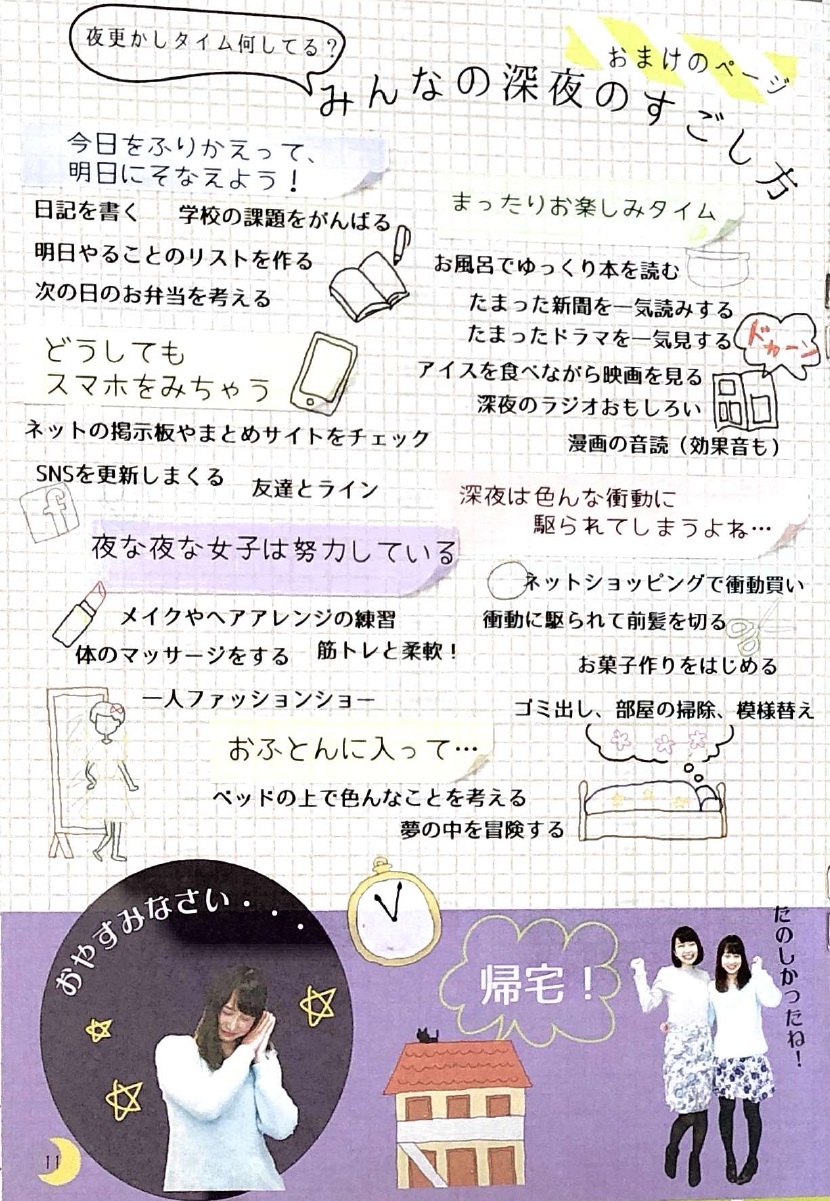 夜更かしタイム何してる?
おまけのページ
みんなの深夜のすごし方
今日をふりかえって、
明日にそなえよう!
日記を書く
学校の課題をがんばる
明日やることのリストを作る
次の日のお弁当を考える
どうしても
スマホをみちゃう
ネットの掲示板やまとめサイトをチェック
SNSを更新しまくる
友達とライン
f
夜な夜な女子は努力している
メイクやヘアアレンジの練習
体のマッサージをする
筋トレと柔軟!
一人ファッションショー
まったりお楽しみタイム
お風呂でゆっくり本を読む
たまった新聞を一気読みする
たまったドラマを一気見する
ドカーン
アイスを食べながら映画を見る
深夜のラジオおもしろい
漫画の音読(効果音も)
深夜は色んな衝動に
駆られてしまうよね…
ネットショッピングで衝動買い
衝動に駆られて前髪を切る
お菓子作りをはじめる
ゴミ出し、部屋の掃除、模様替え
おふとんに入って…
ベッドの上で色んなことを考える
夢の中を冒険する
おやすみなさい・・・
帰宅!
たのしかったね!
11